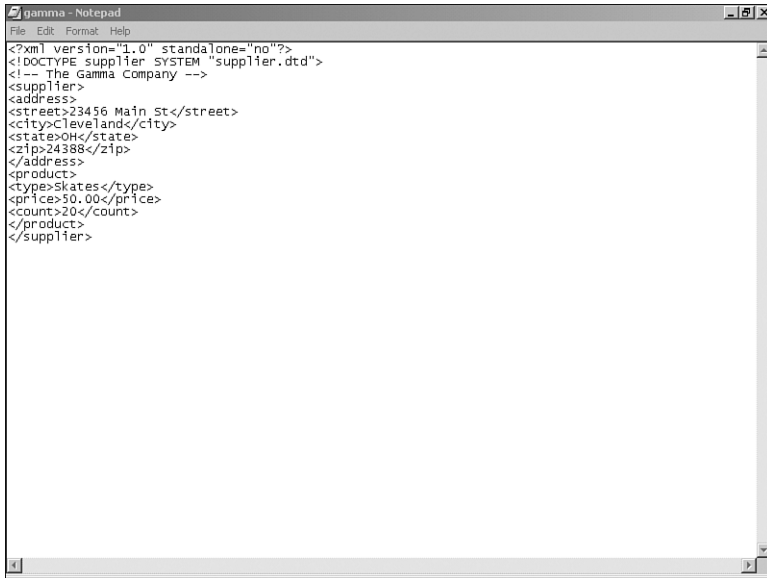 gamma - Notepad
File Edit Format Help
<?xml version="1.0" standalone="no"?>
<!DOCTYPE supplier SYSTEM "supplier.dtd">
<!-- The Gamma Company -->
<supplier>
<address>
<street>23456 Main St</street>
<city>Cleveland</city>
<state>OH</state>
<zip>24388</zip>
</address>
<product>
<type>Skates</type>
<price>50.00</price>
<count>20</count>
</product>
</supplier>